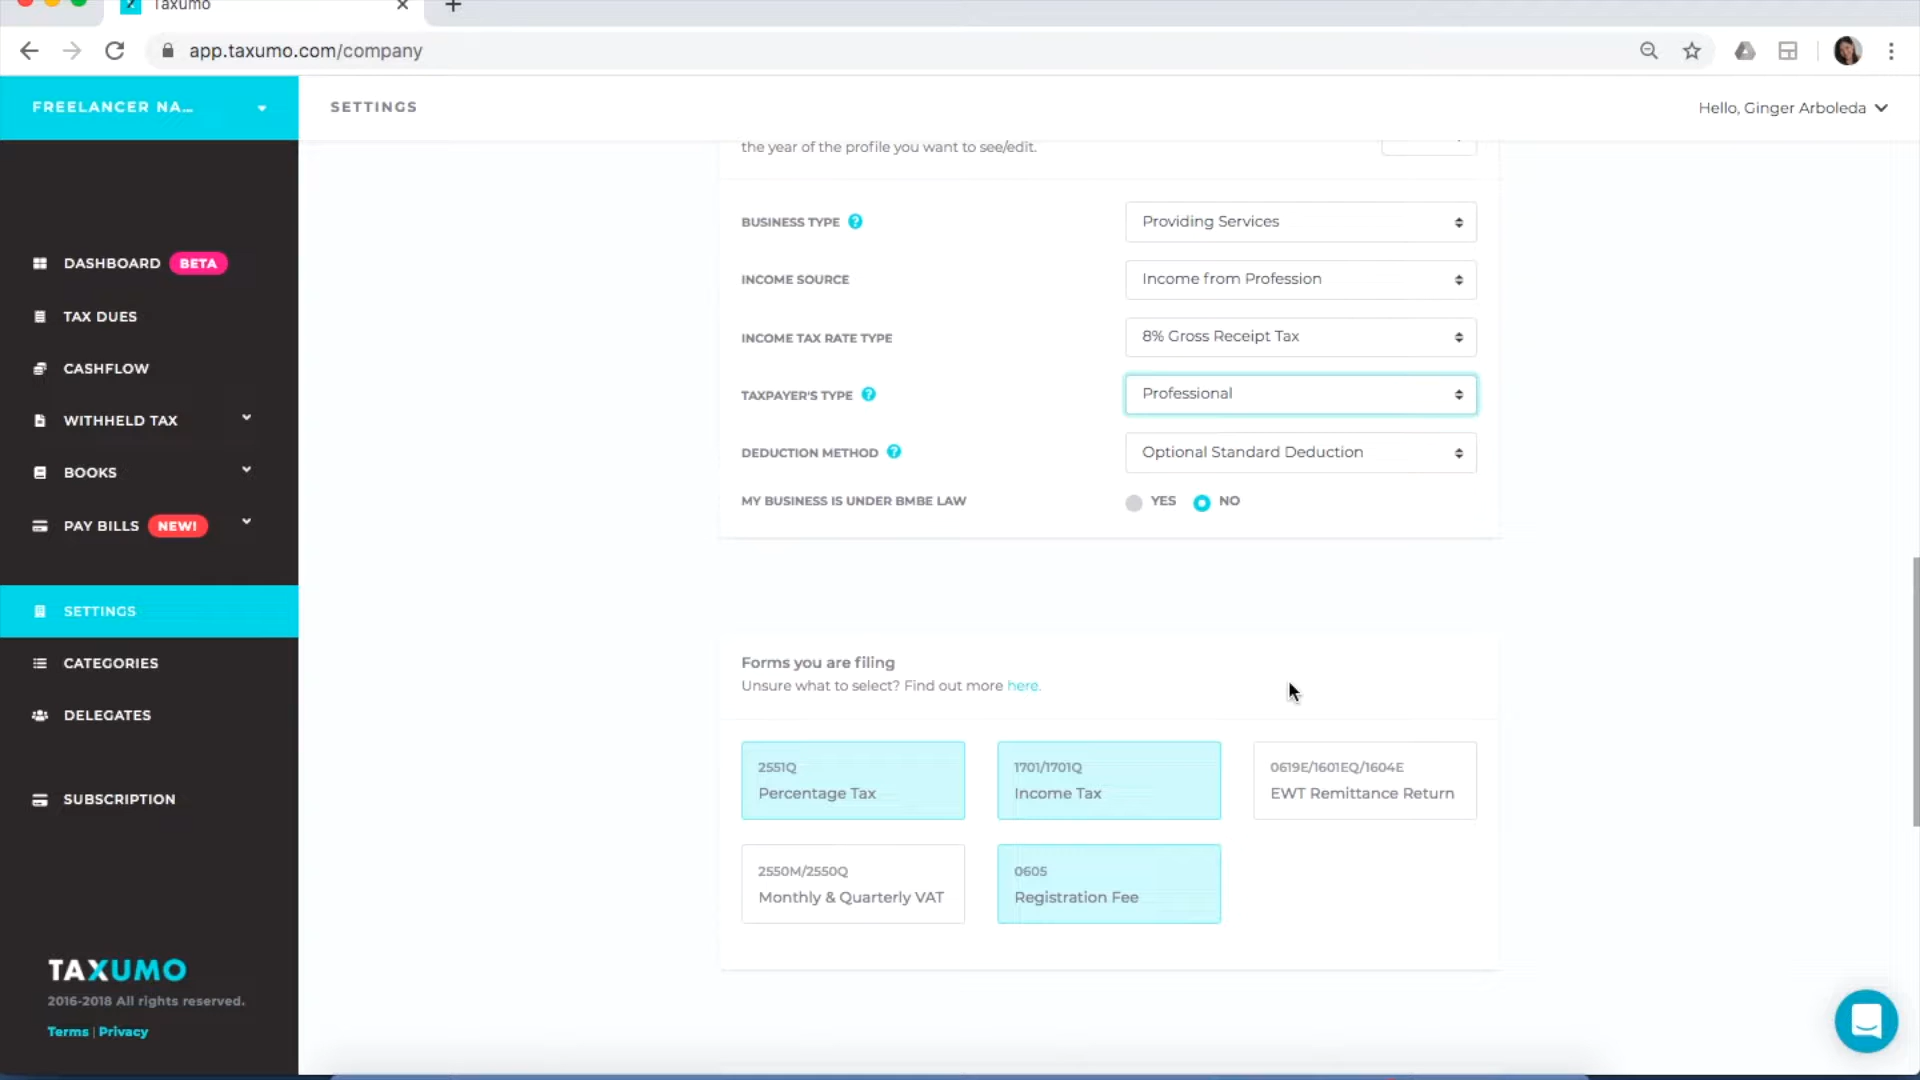 Taxumo
app.taxumo.com/company
FREELANCER NA...
SETTINGS
Hello, Ginger Arboleda
the year of the profile you want to see/edit.
BUSINESS TYPE ? Providing Services
INCOME SOURCE Income from Profession
INCOME TAX RATE TYPE 8% Gross Receipt Tax
TAXPAYER'S TYPE ? Professional
DEDUCTION METHOD ? Optional Standard Deduction
MY BUSINESS IS UNDER BMBE LAW YES NO
DASHBOARD BETA
TAX DUES
CASHFLOW
WITHHELD TAX
BOOKS
PAY BILLS NEW!
SETTINGS
CATEGORIES
DELEGATES
SUBSCRIPTION
Forms you are filing
Unsure what to select? Find out more here.
2551Q
Percentage Tax
1701/1701Q
Income Tax
0619E/1601EQ/1604E
EWT Remittance Return
2550M/2550Q
Monthly & Quarterly VAT
0605
Registration Fee
TAXUMO
2016-2018 All rights reserved.
Terms | Privacy